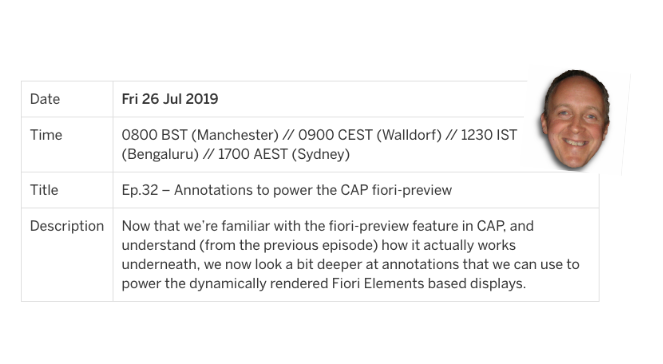 Date
Fri 26 Jul 2019
Time
0800 BST (Manchester) // 0900 CEST (Walldorf) // 1230 IST
(Bengaluru) // 1700 AEST (Sydney)
Title
Ep.32 – Annotations to power the CAP fiori-preview
Description
Now that we're familiar with the fiori-preview feature in CAP, and
understand (from the previous episode) how it actually works
underneath, we now look a bit deeper at annotations that we can use to
power the dynamically rendered Fiori Elements based displays.